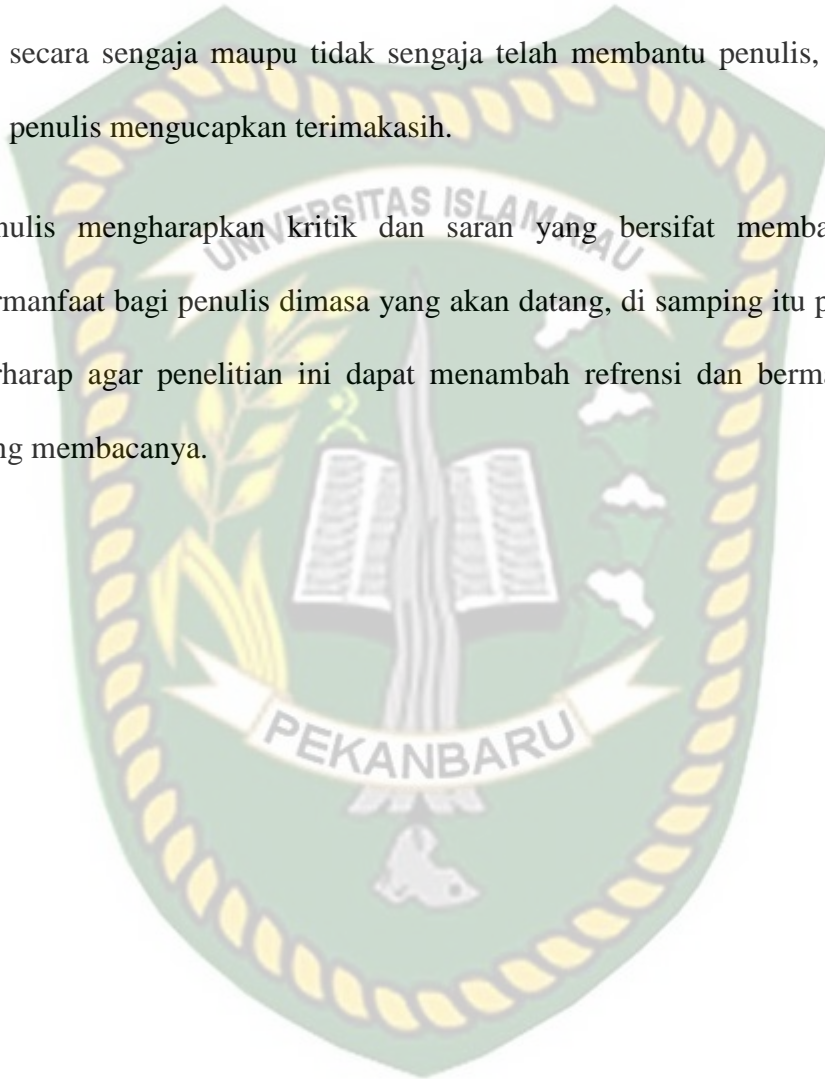 secara sengaja maupu tidak sengaja telah membantu penulis,
penulis mengucapkan terimakasih.
UNIVERSITAS ISLAM RIAU
nulis mengharapkan kritik dan saran yang bersifat memba
rmanfaat bagi penulis dimasa yang akan datang, di samping itu p
rharap agar penelitian ini dapat menambah refrensi dan berma
ng membacanya.
PEKANBARU